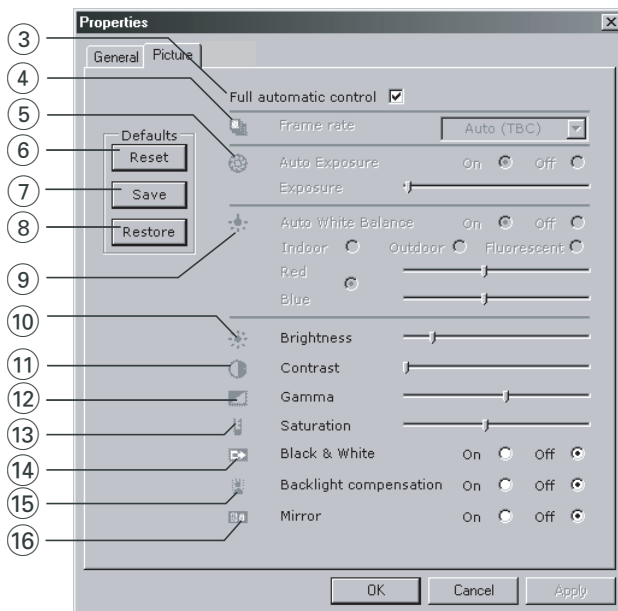 Properties
General Picture
③
Full automatic control
④
Frame rate Auto (TBC)
⑤
Auto Exposure On Off
Exposure
Defaults
⑥
Reset
⑦
Save
⑧
Restore
⑨
Auto White Balance On Off
Indoor Outdoor Fluorescent
Red
Blue
⑩
Brightness
⑪
Contrast
⑫
Gamma
⑬
Saturation
⑭
Black & White On Off
⑮
Backlight compensation On Off
⑯
Mirror On Off
OK Cancel Apply